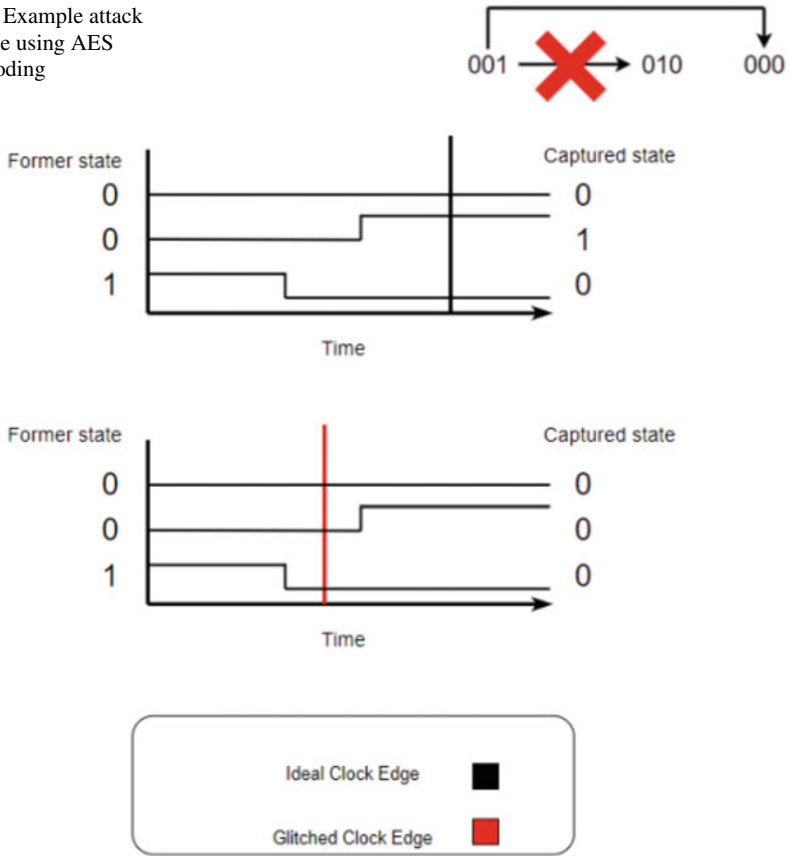 Example attack
e using AES
oding
001 010 000
Former state Captured state
0 0
0 1
1 0
Time
Former state Captured state
0 0
0 0
1 0
Time
Ideal Clock Edge
Glitched Clock Edge